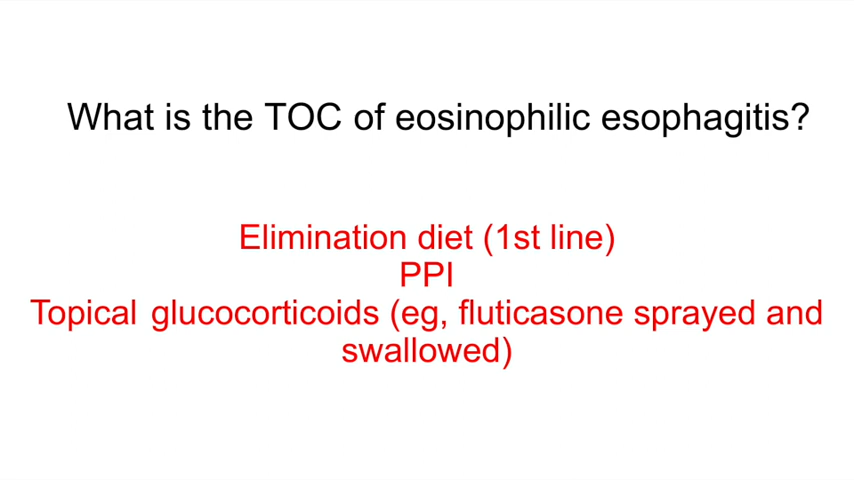 What is the TOC of eosinophilic esophagitis?
Elimination diet (1st line)
PPI
Topical glucocorticoids (eg, fluticasone sprayed and
swallowed)